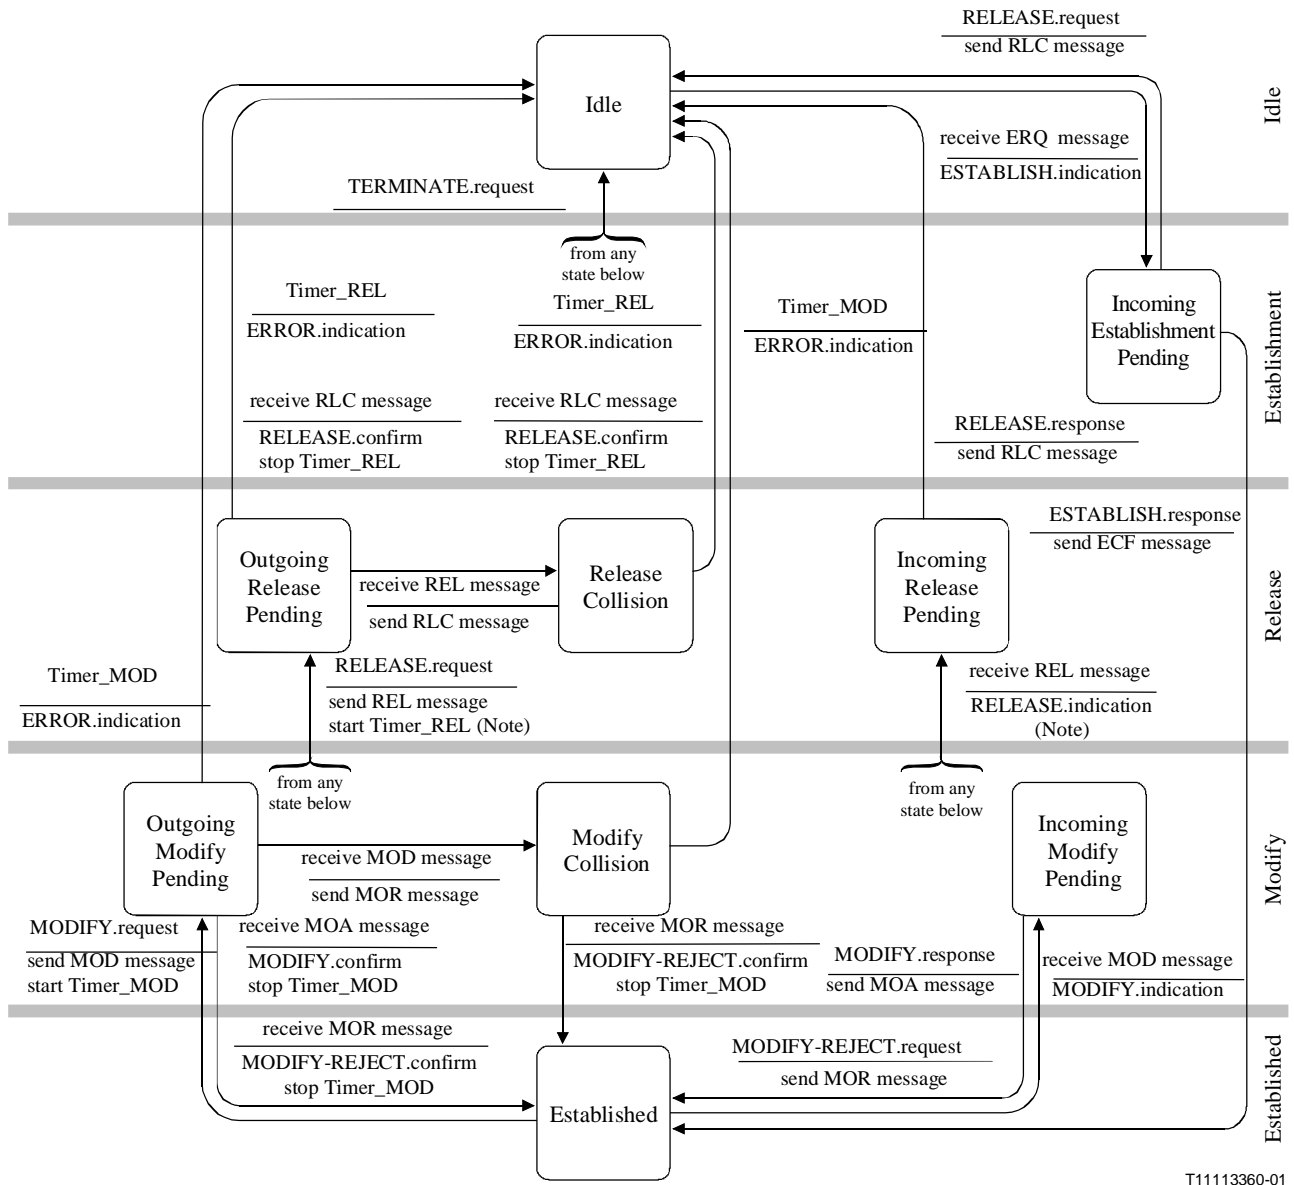 RELEASE.request
send RLC message
Idle
Idle
receive ERQ message
ESTABLISH.indication
TERMINATE.request
from any
state below
Timer_REL
ERROR.indication
Timer_REL
ERROR.indication
Timer_MOD
ERROR.indication
Incoming
Establishment
Pending
Establishment
receive RLC message
RELEASE.confirm
stop Timer_REL
receive RLC message
RELEASE.confirm
stop Timer_REL
RELEASE.response
send RLC message
ESTABLISH.response
send ECF message
Outgoing
Release
Pending
receive REL message
send RLC message
Release
Collision
Incoming
Release
Pending
Release
Timer_MOD
ERROR.indication
RELEASE.request
send REL message
start Timer_REL (Note)
receive REL message
RELEASE.indication
(Note)
from any
state below
from any
state below
Outgoing
Modify
Pending
receive MOD message
send MOR message
Modify
Collision
Incoming
Modify
Pending
Modify
MODIFY.request
send MOD message
start Timer_MOD
receive MOA message
MODIFY.confirm
stop Timer_MOD
receive MOR message
MODIFY-REJECT.confirm
stop Timer_MOD
MODIFY.response
send MOA message
receive MOD message
MODIFY.indication
receive MOR message
MODIFY-REJECT.confirm
stop Timer_MOD
Established
MODIFY-REJECT.request
send MOR message
Established
T11113360-01